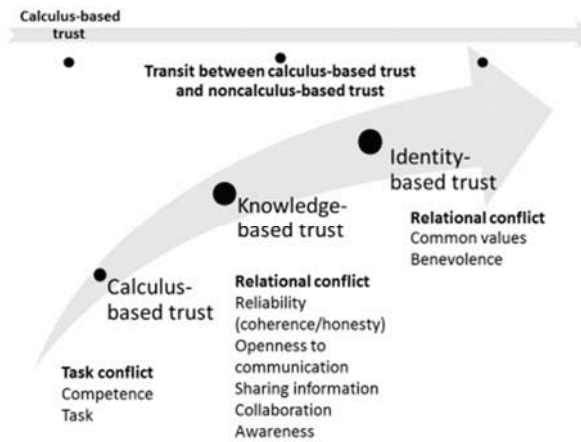 Calculus-based
trust
Transit between calculus-based trust
and noncalculus-based trust
Identity-
based trust
Relational conflict
Common values
Benevolence
Knowledge-
based trust
Relational conflict
Reliability
(coherence/honesty)
Openness to
communication
Sharing information
Collaboration
Awareness
Calculus-
based trust
Task conflict
Competence
Task